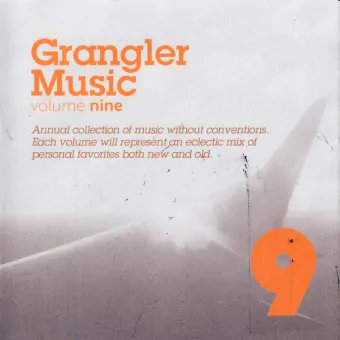 Grangler
Music
volume nine
Annual collection of music without conventions.
Each volume will represent an eclectic mix of
personal favorites both new and old.
9